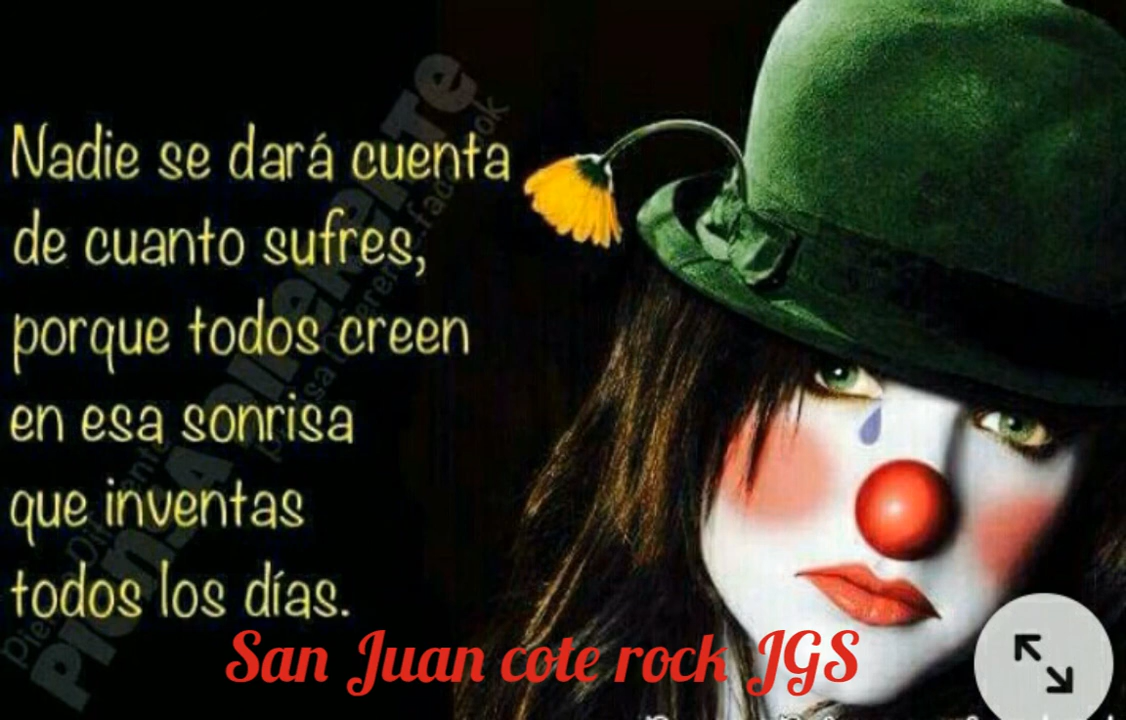 Nadie se dará cuenta
de cuanto sufres,
porque todos creen
en esa sonrisa
que inventas
todos los días.
San Juan cote rock JGS